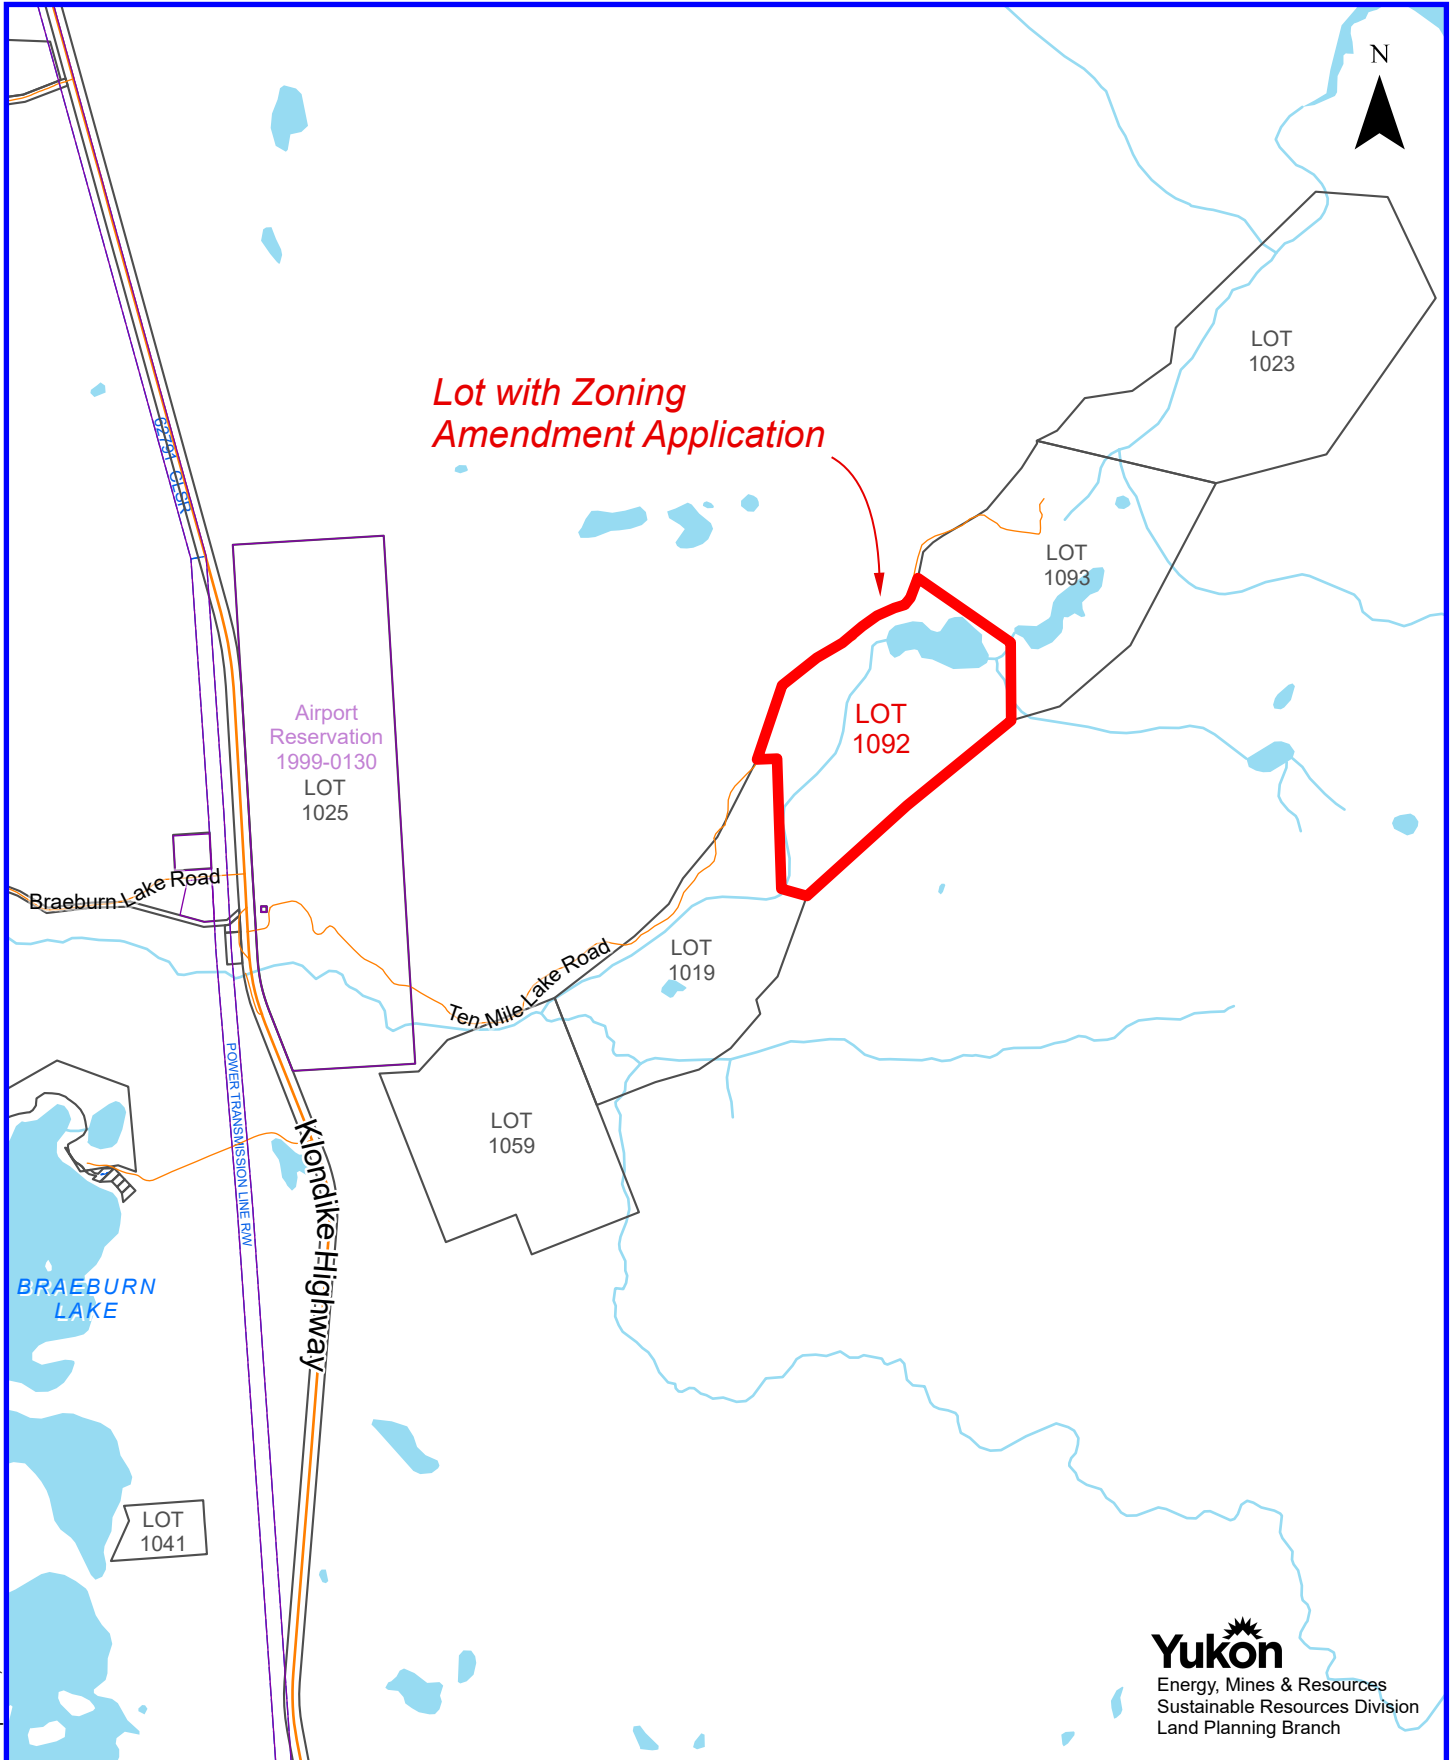 N
LOT
1023
Lot with Zoning
Amendment Application
62791 CLSR
LOT
1093
Airport
Reservation
1999-0130
LOT
1025
LOT
1092
Braeburn Lake Road
LOT
1019
Ten Mile Lake Road
POWER TRANSMISSION LINE R/W
LOT
1059
Klondike Highway
BRAEBURN
LAKE
LOT
1041
Yukon
Energy, Mines & Resources
Sustainable Resources Division
Land Planning Branch